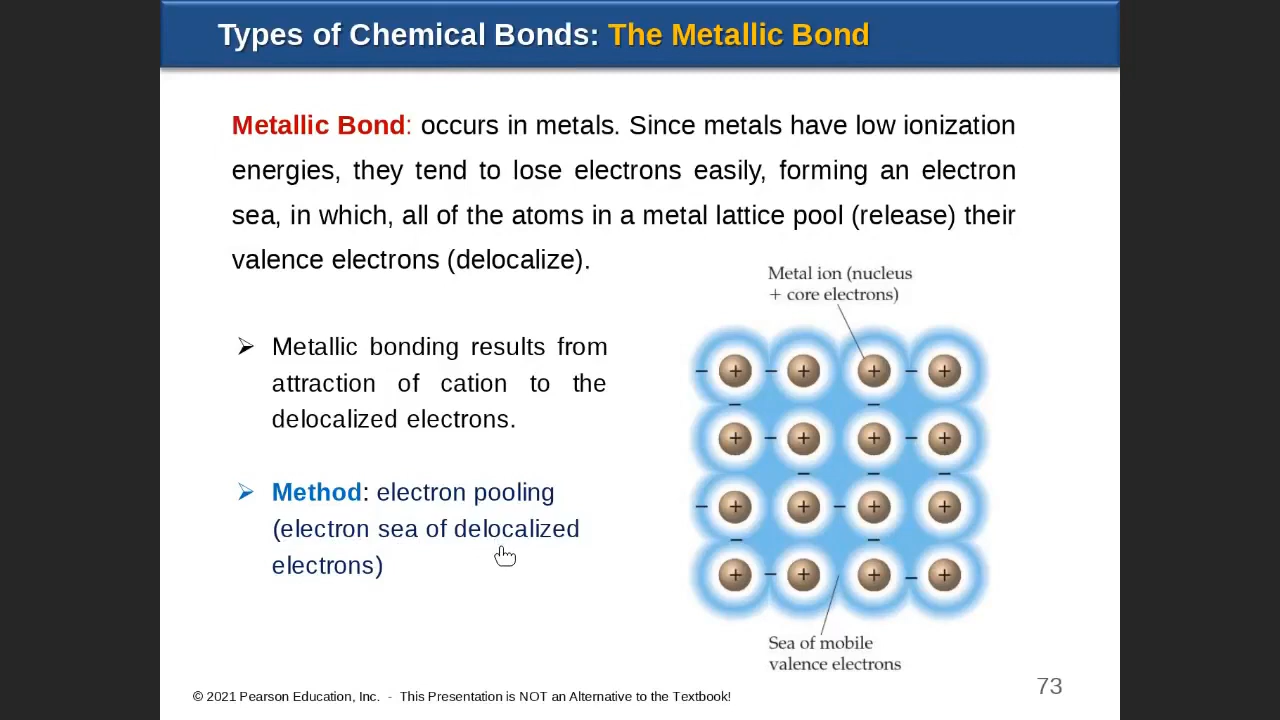 Types of Chemical Bonds: The Metallic Bond
Metallic Bond: occurs in metals. Since metals have low ionization
energies, they tend to lose electrons easily, forming an electron
sea, in which, all of the atoms in a metal lattice pool (release) their
valence electrons (delocalize).
➢ Metallic bonding results from
attraction of cation to the
delocalized electrons.
➢ Method: electron pooling
(electron sea of delocalized
electrons)
Metal ion (nucleus
+ core electrons)
− + − + + − +
− −
+ − + + − +
− − −
− + + − + +
− −
+ − + + − +
Sea of mobile
valence electrons
© 2021 Pearson Education, Inc. - This Presentation is NOT an Alternative to the Textbook!
73